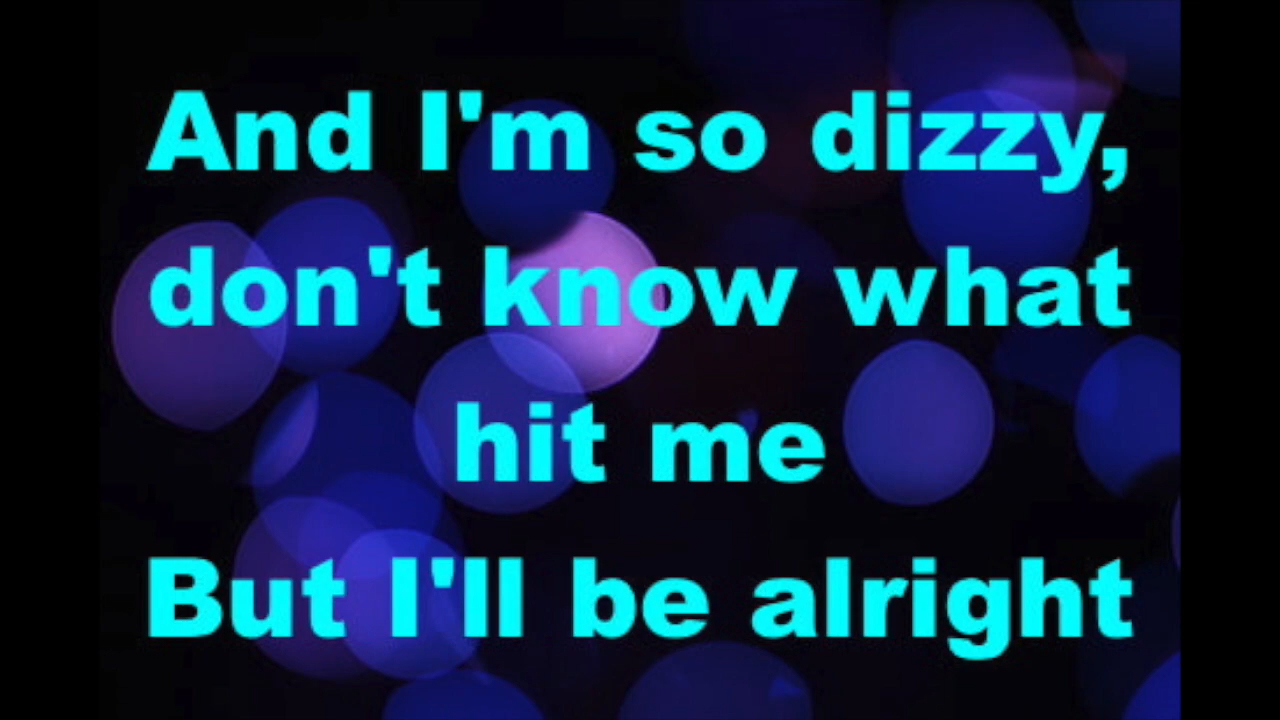 And I'm so dizzy,
don't know what
hit me
But I'll be alright